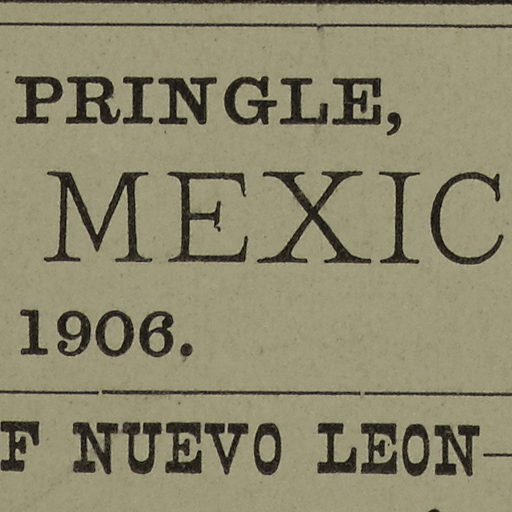 PRINGLE,
MEXIC
1906.
F NUEVO LEON—